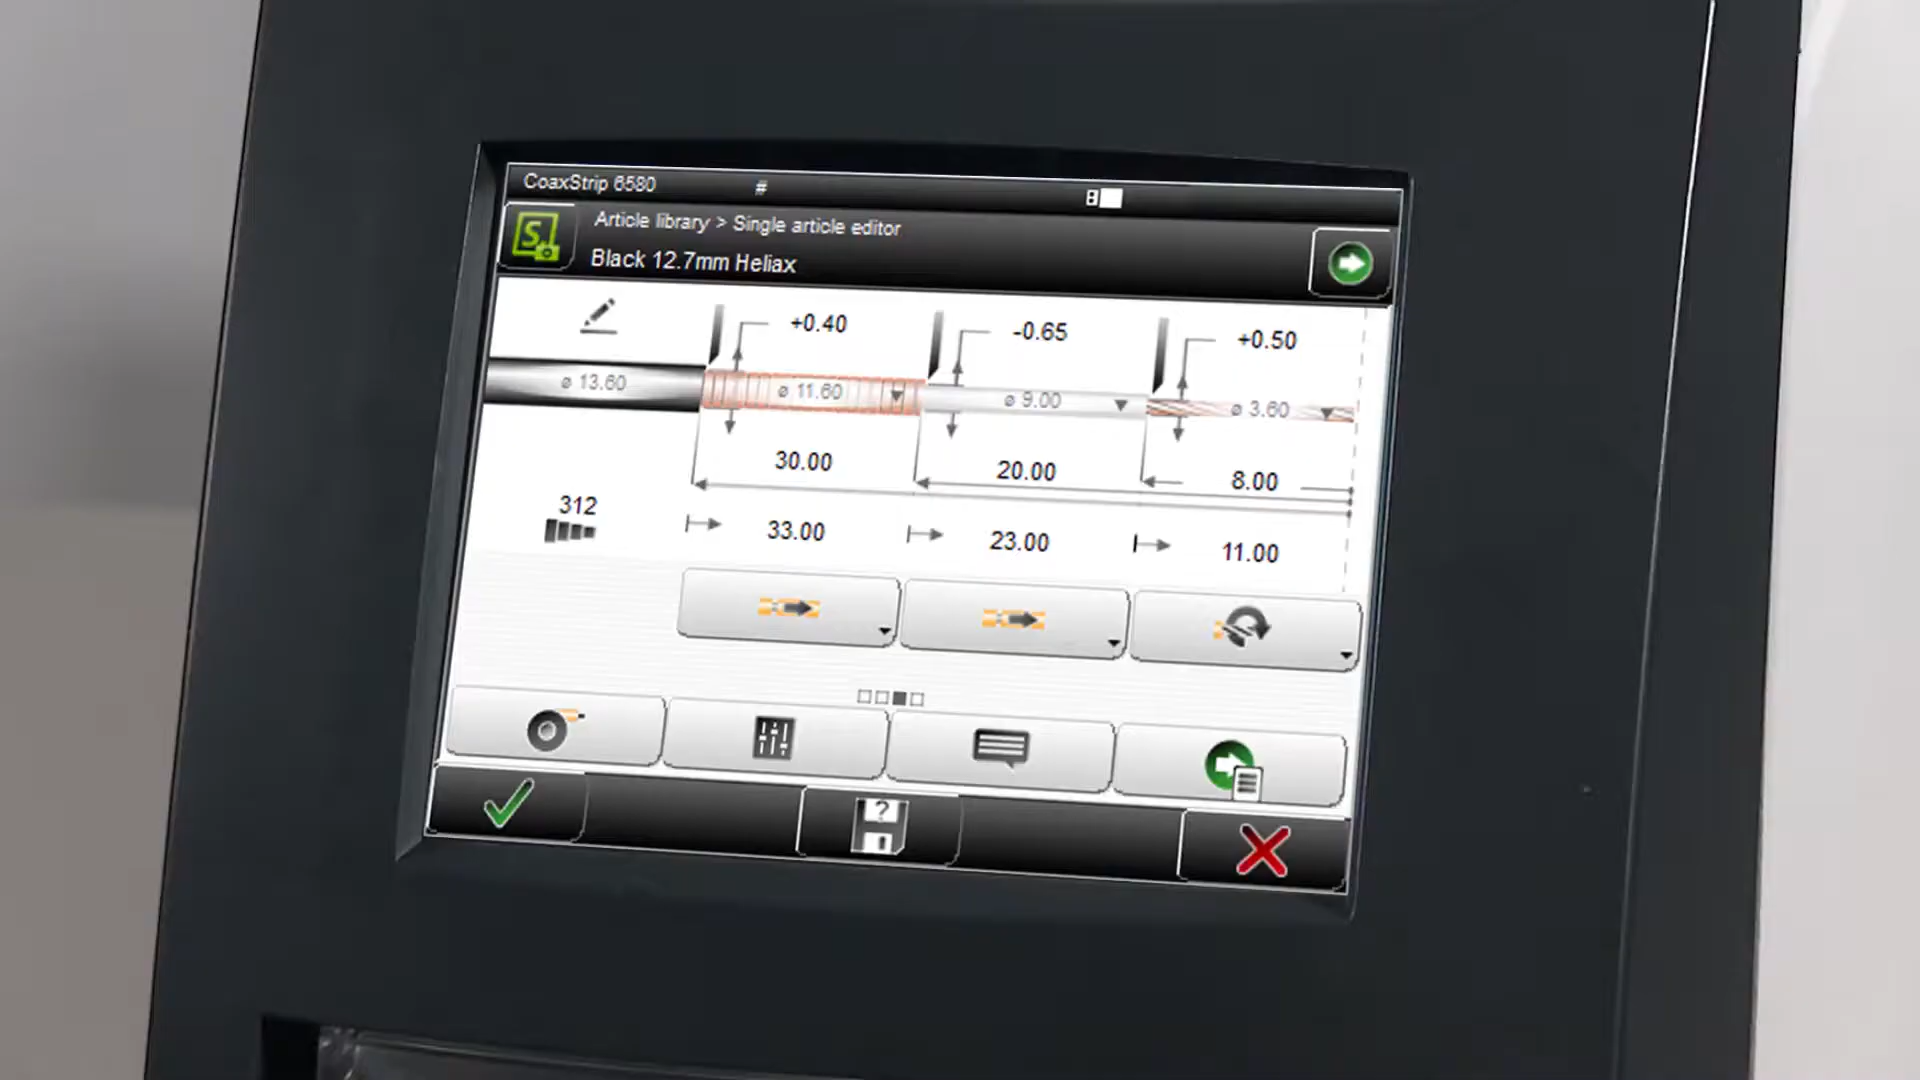 CoaxStrip 6580 #
Article library > Single article editor
Black 12.7mm Heliax
+0.40 -0.65 +0.50
ø 13.60 ø 11.60 ø 9.00 ø 3.60
30.00 20.00 8.00
312
33.00 23.00 11.00